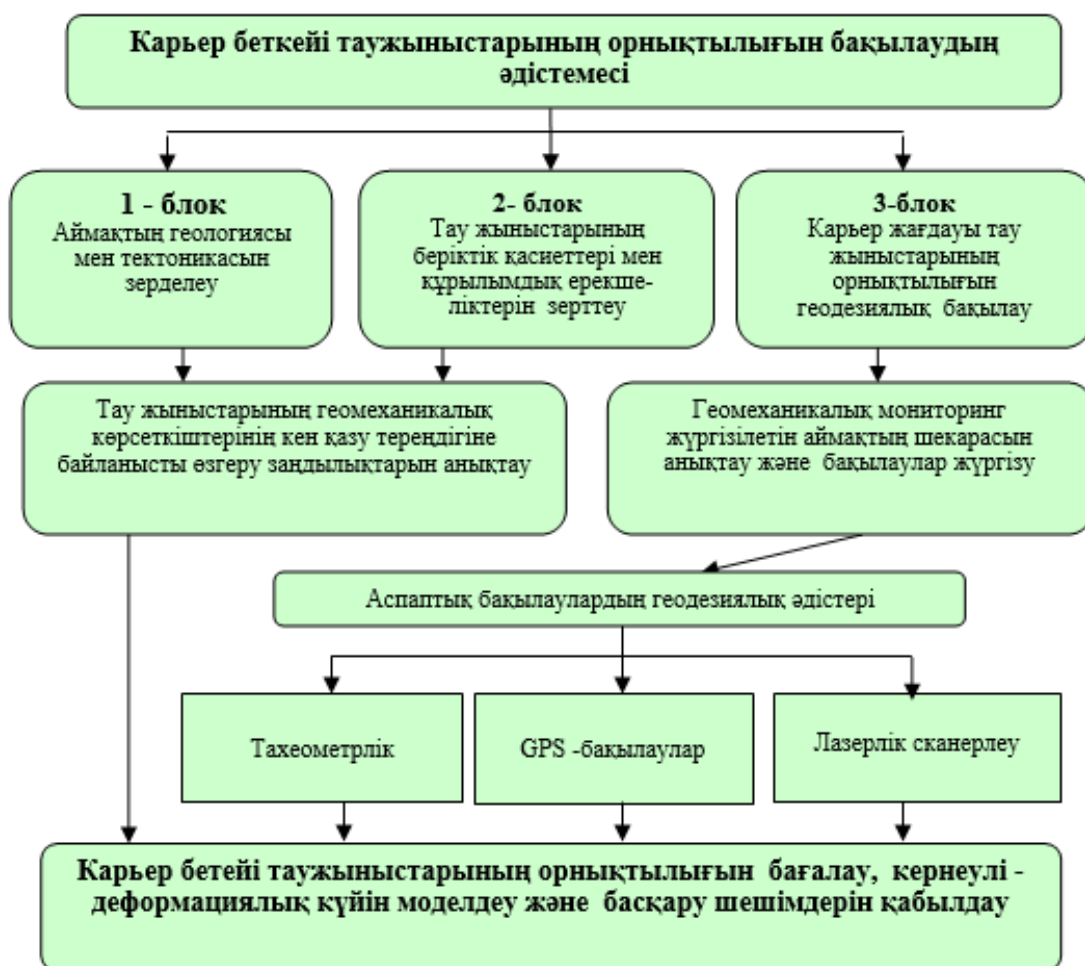 Карьер беткейі таужыныстарының орнықтылығын бақылаудың
әдістемесі
1 - блок
Аймақтың геологиясы
мен тектоникасын
зерделеу
2- блок
Тау жыныстарының
беріктік қасиеттері мен
құрылымдық ерекше-
ліктерін зерттеу
3-блок
Карьер жағдауы тау
жыныстарының
орнықтылығын
геодезиялық бақылау
Тау жыныстарының геомеханикалық
көрсеткіштерінің кен қазу тереңдігіне
байланысты өзгеру заңдылықтарын анықтау
Геомеханикалық мониторинг
жүргізілетін аймақтың шекарасын
анықтау және бақылаулар жүргізу
Аспаптық бақылаулардың геодезиялық әдістері
Тахеометрлік
GPS -бақылаулар
Лазерлік сканерлеу
Карьер бетейі таужыныстарының орнықтылығын бағалау, кернеулі -
деформациялық күйін моделдеу және басқару шешімдерін қабылдау